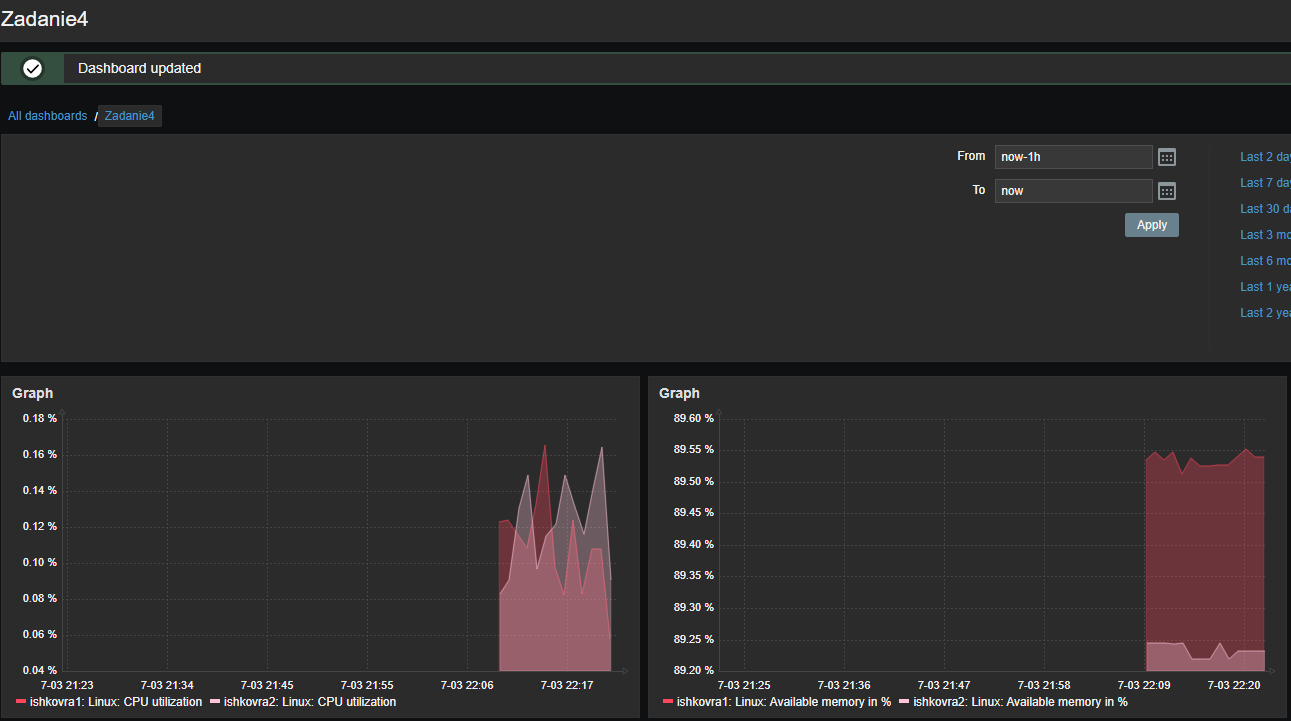 Zadanie4
Dashboard updated
All dashboards / Zadanie4
From now-1h
To now
Apply
Last 2 day
Last 7 day
Last 30 da
Last 3 mo
Last 6 mo
Last 1 yea
Last 2 yea
Graph
0.18 %
0.16 %
0.14 %
0.12 %
0.10 %
0.08 %
0.06 %
0.04 %
7-03 21:23 7-03 21:34 7-03 21:45 7-03 21:55 7-03 22:06 7-03 22:17
ishkovra1: Linux: CPU utilization ishkovra2: Linux: CPU utilization
Graph
89.60 %
89.55 %
89.50 %
89.45 %
89.40 %
89.35 %
89.30 %
89.25 %
89.20 %
7-03 21:25 7-03 21:36 7-03 21:47 7-03 21:58 7-03 22:09 7-03 22:20
ishkovra1: Linux: Available memory in % ishkovra2: Linux: Available memory in %